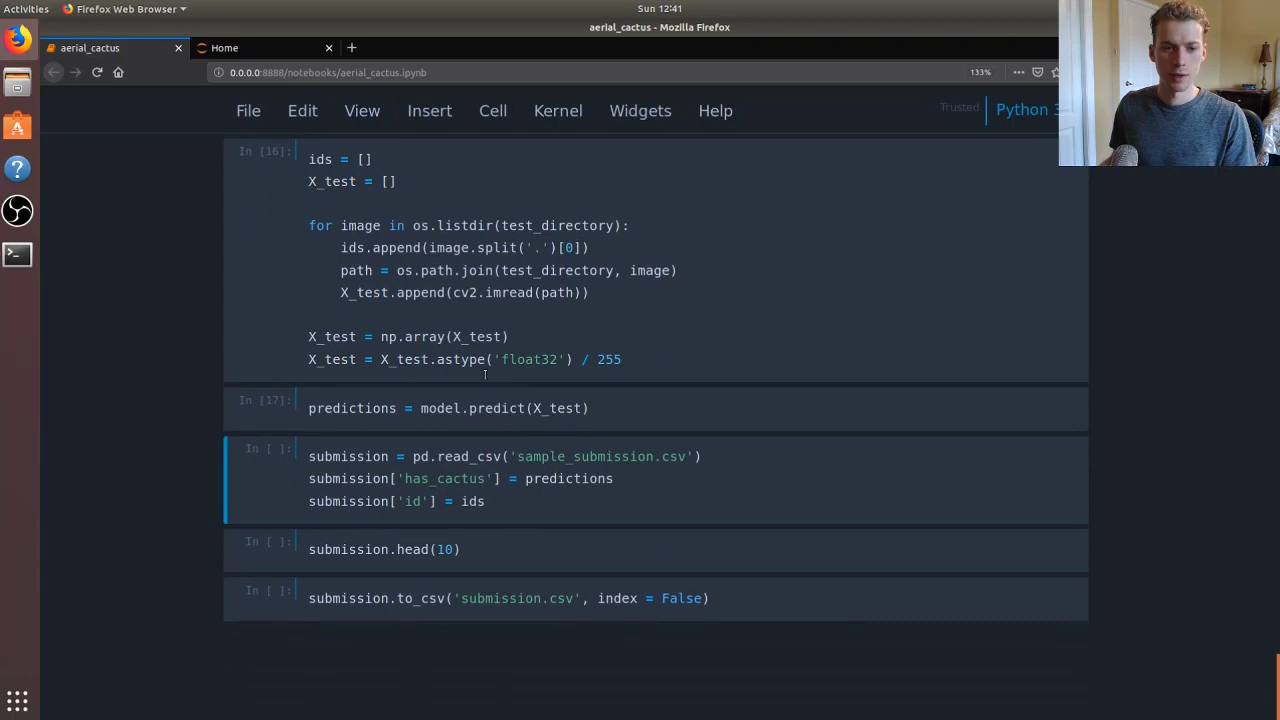 Activities
Firefox Web Browser
Sun 12:41
aerial_cactus - Mozilla Firefox
aerial_cactus
Home
0.0.0.0:8888/notebooks/aerial_cactus.ipynb
133%
File Edit View Insert Cell Kernel Widgets Help
Trusted
Python 3
In [16]:
ids = []
X_test = []
for image in os.listdir(test_directory):
ids.append(image.split('.')[0])
path = os.path.join(test_directory, image)
X_test.append(cv2.imread(path))
X_test = np.array(X_test)
X_test = X_test.astype('float32') / 255
In [17]:
predictions = model.predict(X_test)
In [ ]:
submission = pd.read_csv('sample_submission.csv')
submission['has_cactus'] = predictions
submission['id'] = ids
In [ ]:
submission.head(10)
In [ ]:
submission.to_csv('submission.csv', index = False)